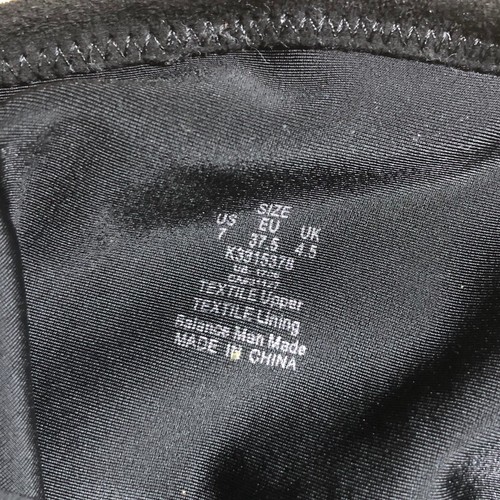 SIZE
US EU UK
7 37.5 4.5
K3315378
TEXTILE Upper
TEXTILE Lining
Balance Man Made
MADE IN CHINA